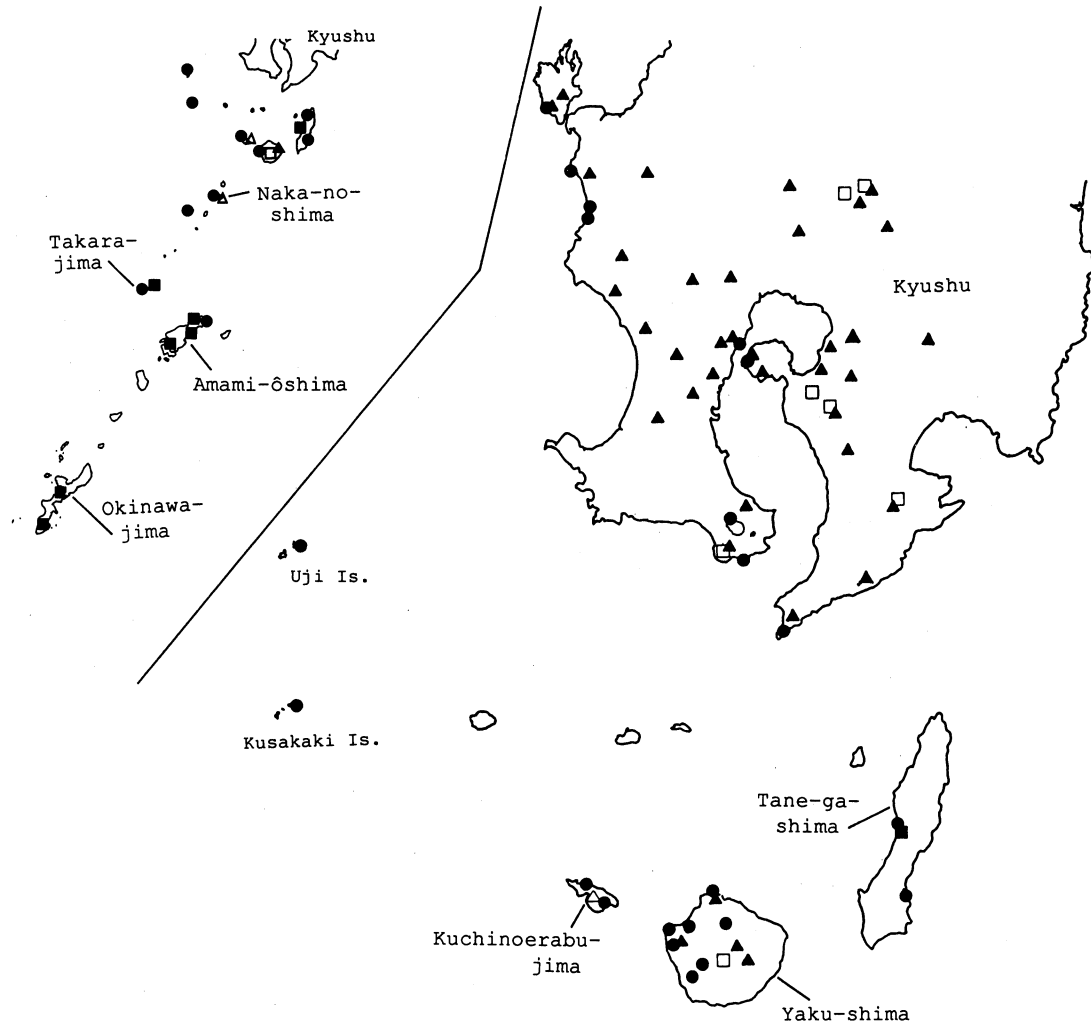 Kyushu
Naka-no-
shima
Takara-
jima
Amami-ôshima
Okinawa-
jima
Kyushu
Uji Is.
Kusakaki Is.
Tane-ga-
shima
Kuchinoerabu-
jima
Yaku-shima